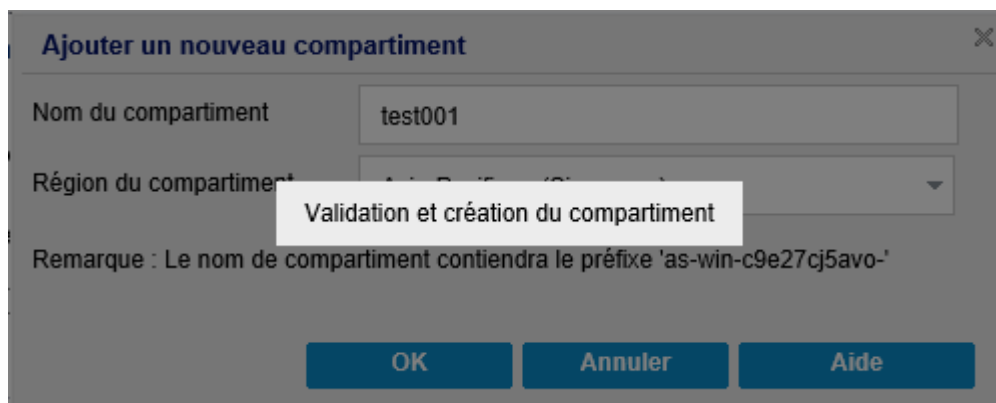 Ajouter un nouveau compartiment
Nom du compartiment
test001
Région du compartiment
Validation et création du compartiment
Remarque : Le nom de compartiment contiendra le préfixe 'as-win-c9e27cj5avo-'
OK
Annuler
Aide